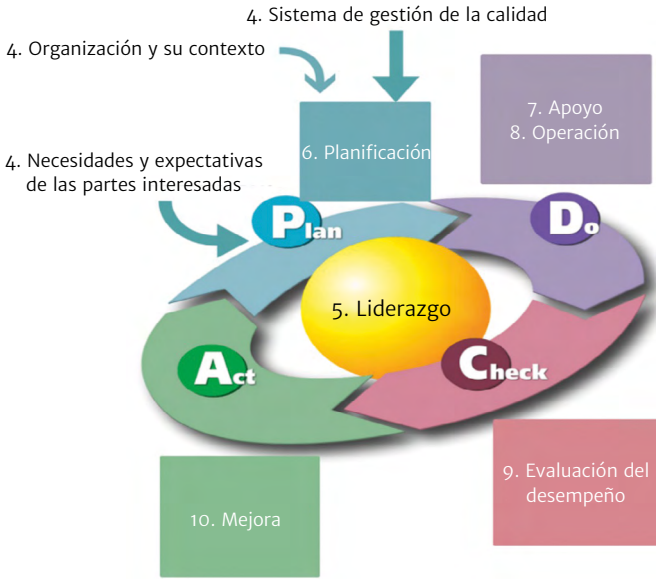 4. Sistema de gestión de la calidad
4. Organización y su contexto
7. Apoyo
8. Operación
6. Planificación
4. Necesidades y expectativas
de las partes interesadas
Plan
Do
5. Liderazgo
Act
Check
9. Evaluación del
desempeño
10. Mejora